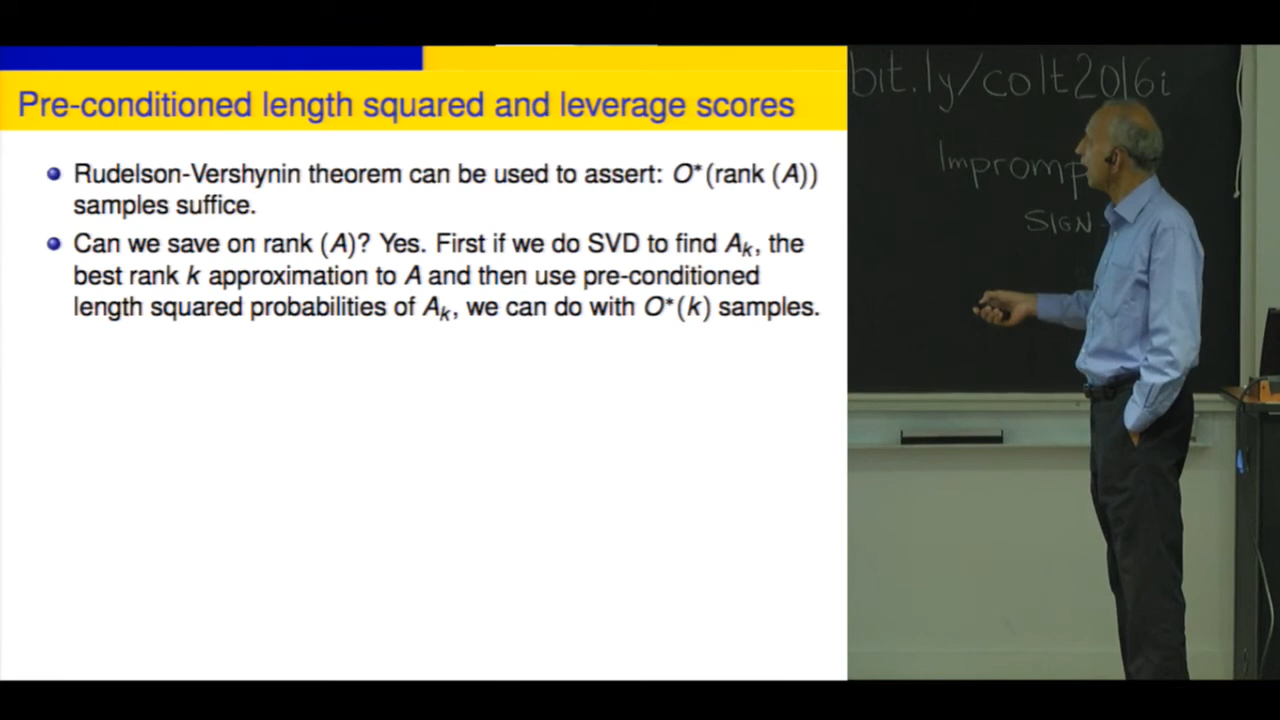 Pre-conditioned length squared and leverage scores
Rudelson-Vershynin theorem can be used to assert: O*(rank (A))
samples suffice.
Can we save on rank (A)? Yes. First if we do SVD to find Aₖ, the
best rank k approximation to A and then use pre-conditioned
length squared probabilities of Aₖ, we can do with O*(k) samples.
bit.ly/colt2016i
Impromp
SIGN